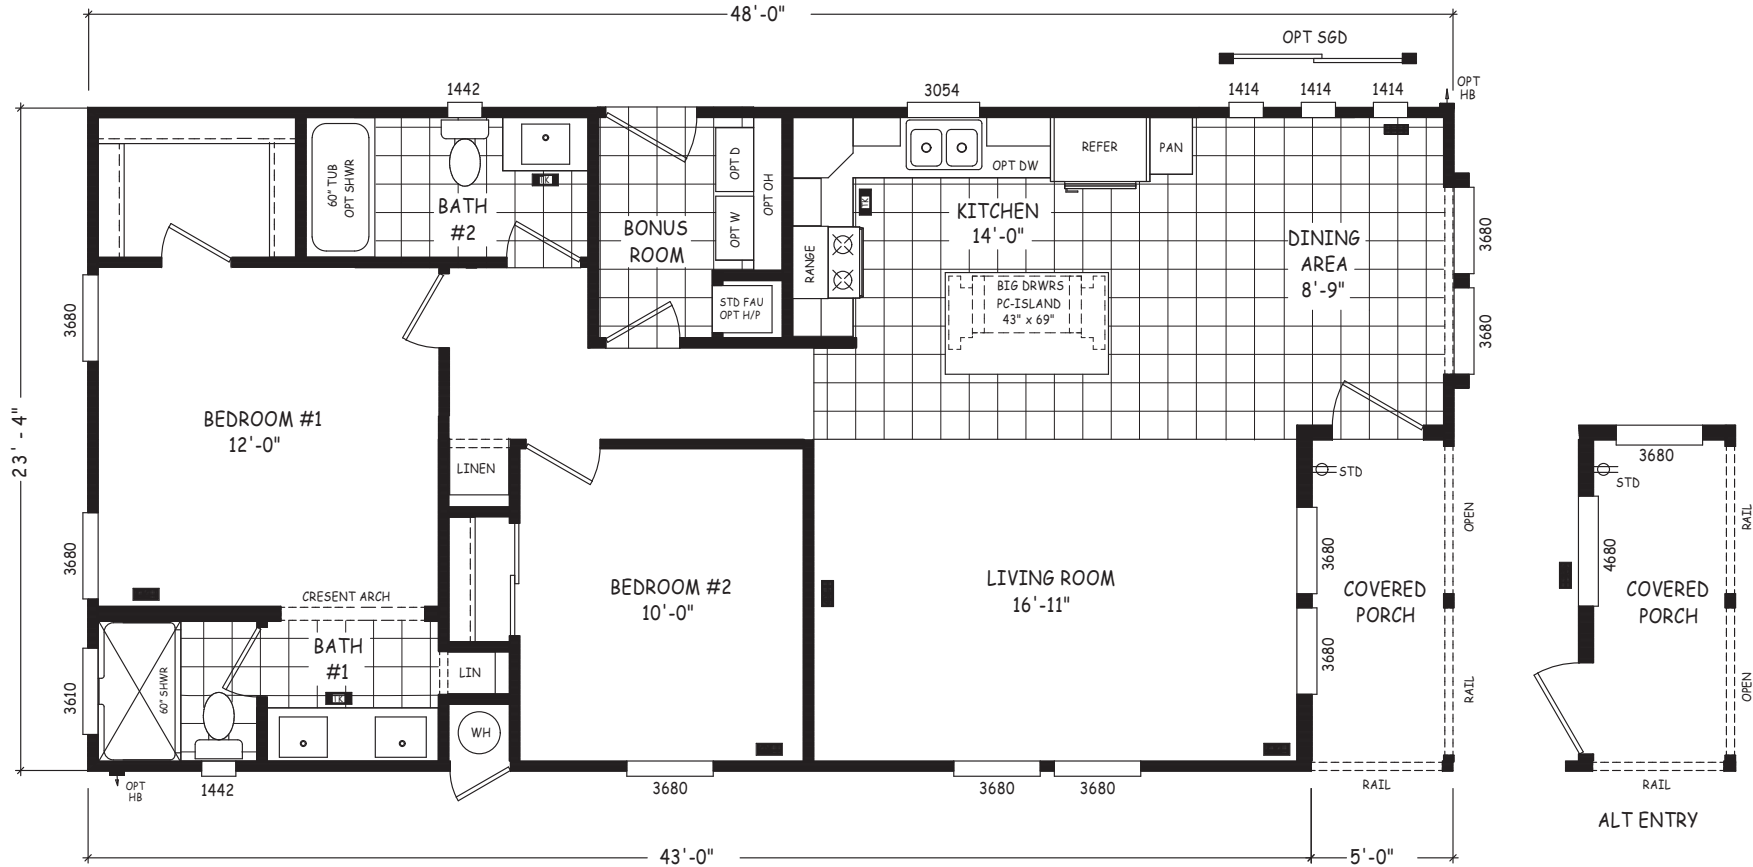 48'-0"
OPT SGD
1442
3054
1414
1414
1414
OPT
HB
60" TUB
OPT SHWR
BATH
#2
BONUS
ROOM
OPT D
OPT W
OPT OH
STD FAU
OPT H/P
RANGE
OPT DW
REFER
PAN
KITCHEN
14'-0"
BIG DRWRS
PC-ISLAND
43" x 69"
DINING
AREA
8'-9"
3680
3680
3680
3680
23'-4"
BEDROOM #1
12'-0"
LINEN
STD
OPEN
3680
STD
RAIL
4680
COVERED
PORCH
OPEN
RAIL
ALT ENTRY
CRESENT ARCH
BATH
#1
LIN
60" SHWR
3610
WH
BEDROOM #2
10'-0"
LIVING ROOM
16'-11"
3680
3680
COVERED
PORCH
RAIL
RAIL
OPT
HB
1442
3680
3680
3680
43'-0"
5'-0"